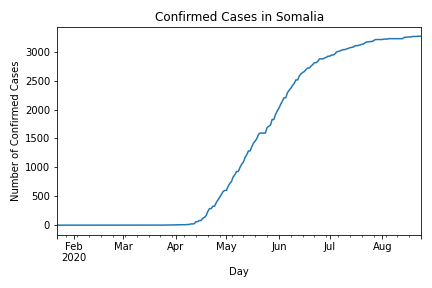 Confirmed Cases in Somalia
Number of Confirmed Cases
3000
2500
2000
1500
1000
500
0
Feb Mar Apr May Jun Jul Aug
2020
Day